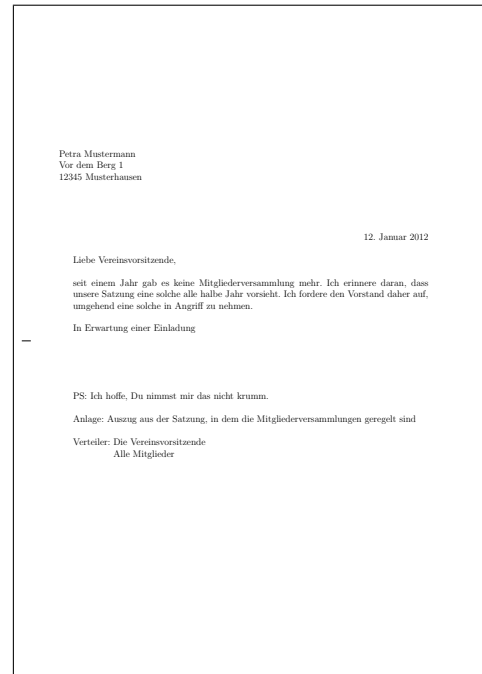 Petra Mustermann
Vor dem Berg 1
12345 Musterhausen
12. Januar 2012
Liebe Vereinsvorsitzende,
seit einem Jahr gab es keine Mitgliederversammlung mehr. Ich erinnere daran, dass
unsere Satzung eine solche alle halbe Jahr vorsieht. Ich fordere den Vorstand daher auf,
umgehend eine solche in Angriff zu nehmen.
In Erwartung einer Einladung
PS: Ich hoffe, Du nimmst mir das nicht krumm.
Anlage: Auszug aus der Satzung, in dem die Mitgliederversammlungen geregelt sind
Verteiler: Die Vereinsvorsitzende
Alle Mitglieder